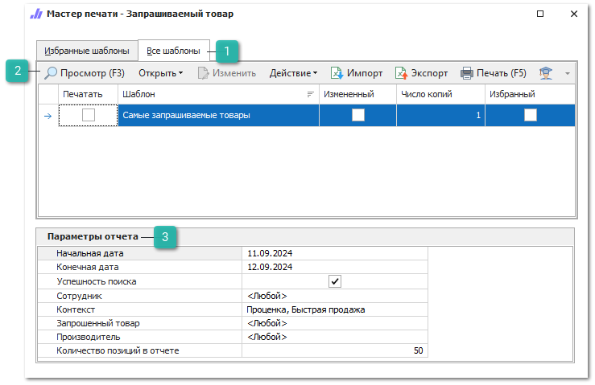 Мастер печати - Запрашиваемый товар
Избранные шаблоны Все шаблоны 1
2 Просмотр (F3) Открыть Изменить Действие Импорт Экспорт Печать (F5)
Печатать Шаблон Измененный Число копий Избранный
Самые запрашиваемые товары 1
Параметры отчета 3
Начальная дата 11.09.2024
Конечная дата 12.09.2024
Успешность поиска
Сотрудник <Любой>
Контекст Проценка, Быстрая продажа
Запрошенный товар <Любой>
Производитель <Любой>
Количество позиций в отчете 50